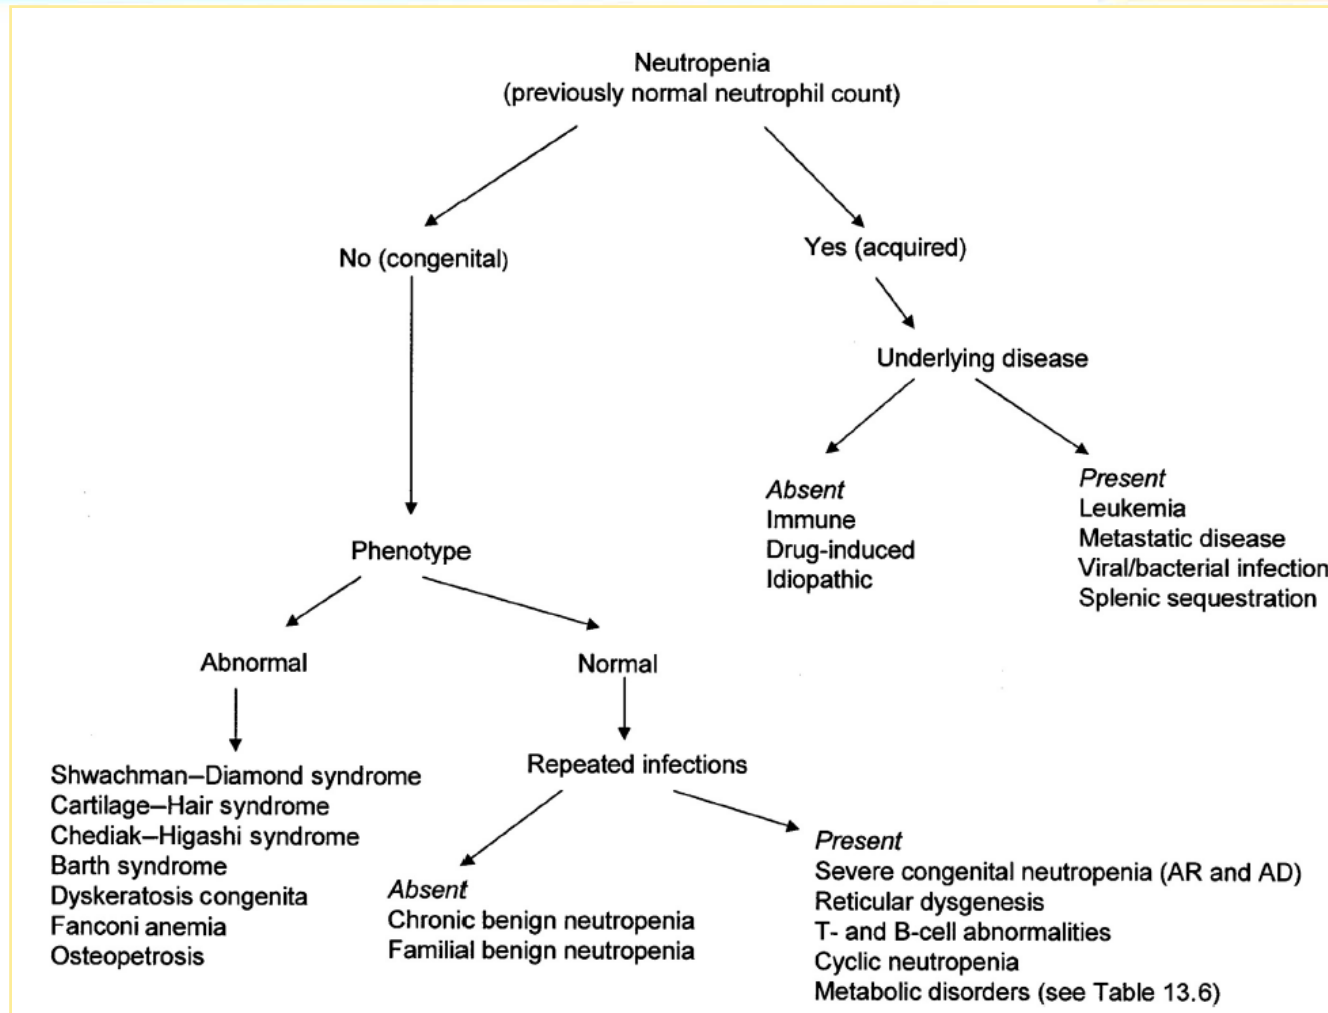 Neutropenia
(previously normal neutrophil count)
No (congenital)
Yes (acquired)
Underlying disease
Absent
Immune
Drug-induced
Idiopathic
Present
Leukemia
Metastatic disease
Viral/bacterial infection
Splenic sequestration
Phenotype
Abnormal
Normal
Shwachman–Diamond syndrome
Cartilage–Hair syndrome
Chediak–Higashi syndrome
Barth syndrome
Dyskeratosis congenita
Fanconi anemia
Osteopetrosis
Repeated infections
Absent
Chronic benign neutropenia
Familial benign neutropenia
Present
Severe congenital neutropenia (AR and AD)
Reticular dysgenesis
T- and B-cell abnormalities
Cyclic neutropenia
Metabolic disorders (see Table 13.6)